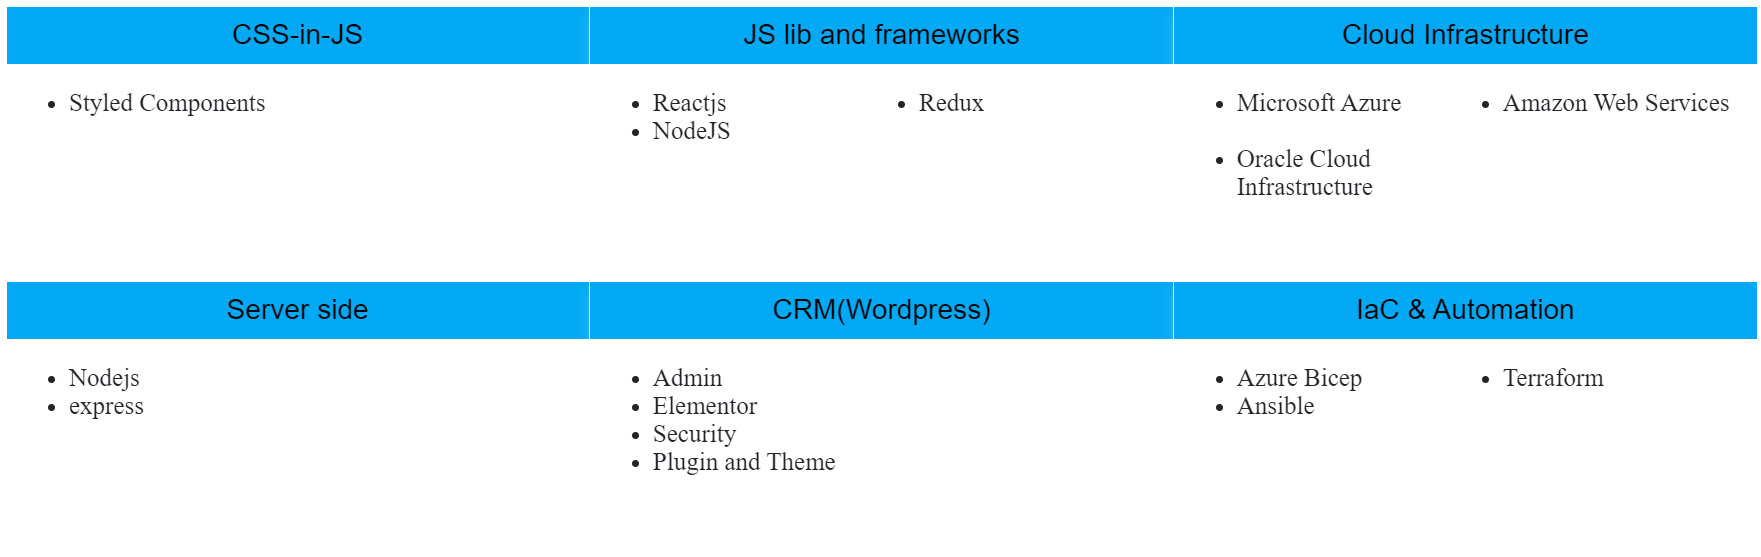 CSS-in-JS
Styled Components
JS lib and frameworks
Reactjs
NodeJS
Redux
Cloud Infrastructure
Microsoft Azure
Oracle Cloud
Infrastructure
Amazon Web Services
Server side
Nodejs
express
CRM(Wordpress)
Admin
Elementor
Security
Plugin and Theme
IaC & Automation
Azure Bicep
Ansible
Terraform